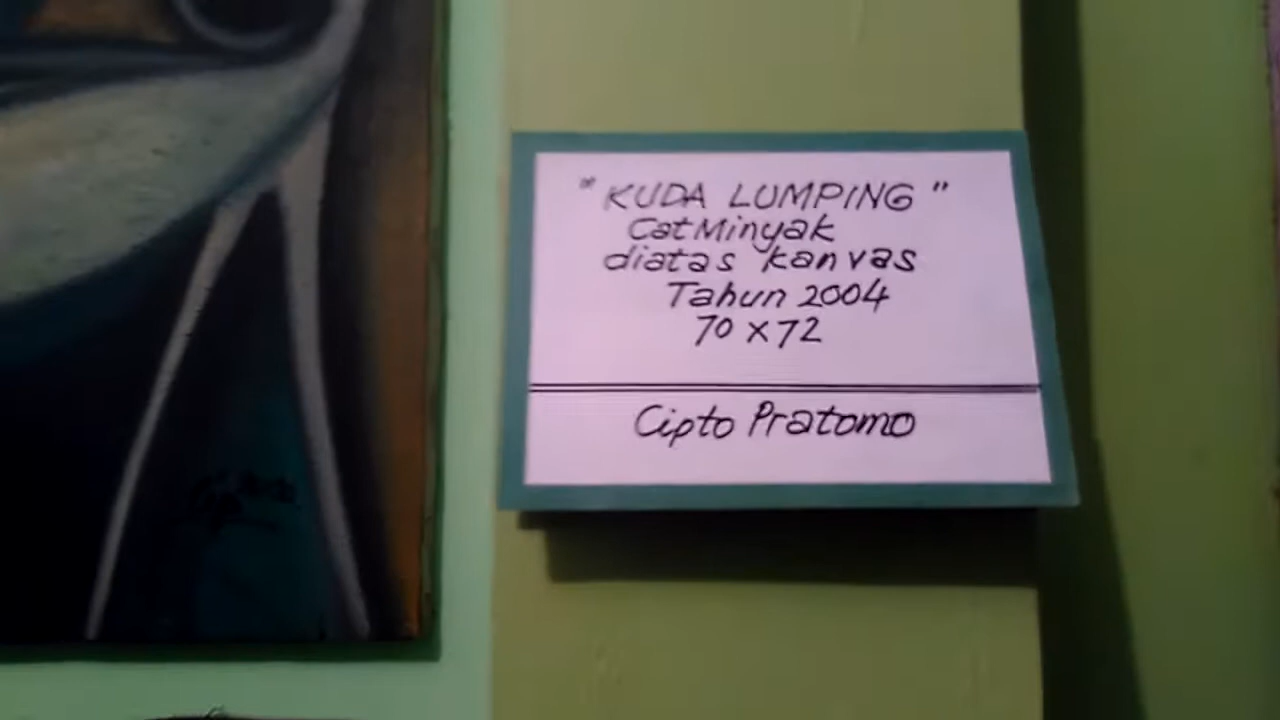 "KUDA LUMPING"
Cat Minyak
diatas kanvas
Tahun 2004
70 x 72
Cipto Pratomo